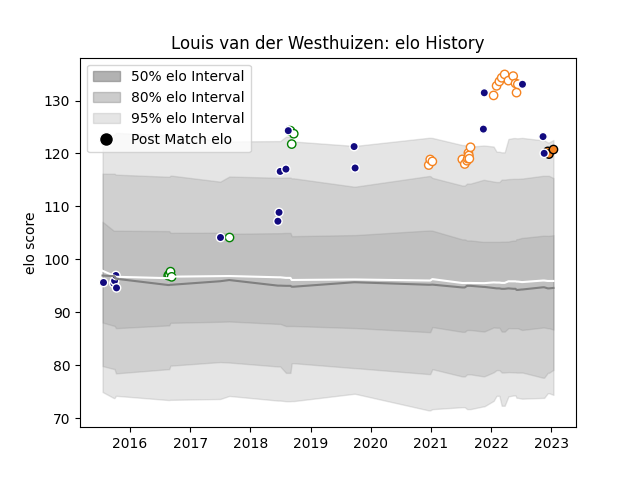 Louis van der Westhuizen: elo History
50% elo Interval
80% elo Interval
95% elo Interval
Post Match elo
elo score
130
120
110
100
90
80
70
2016 2017 2018 2019 2020 2021 2022 2023